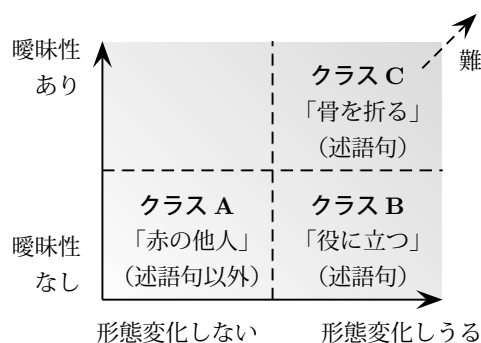 曖昧性
あり
難
クラス C
「骨を折る」
（述語句）
クラス A
「赤の他人」
（述語句以外）
クラス B
「役に立つ」
（述語句）
曖昧性
なし
形態変化しない
形態変化しうる